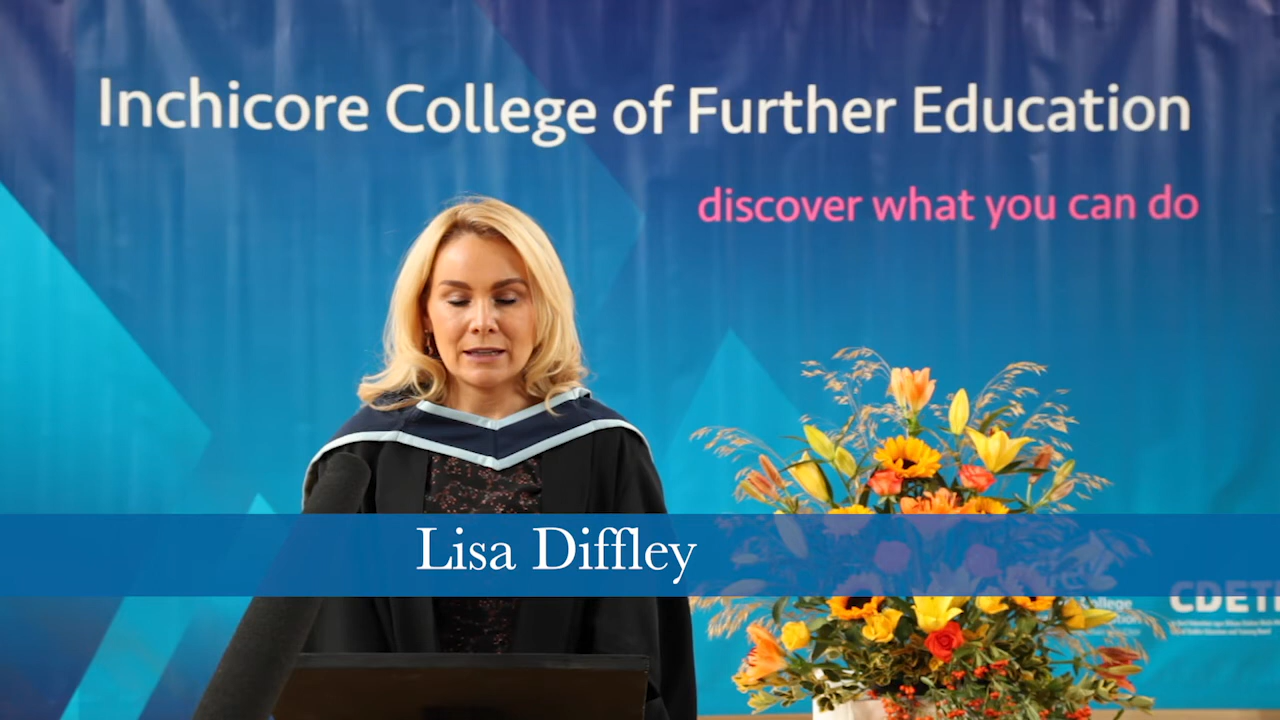 Inchicore College of Further Education
discover what you can do
Lisa Diffley
CDETB